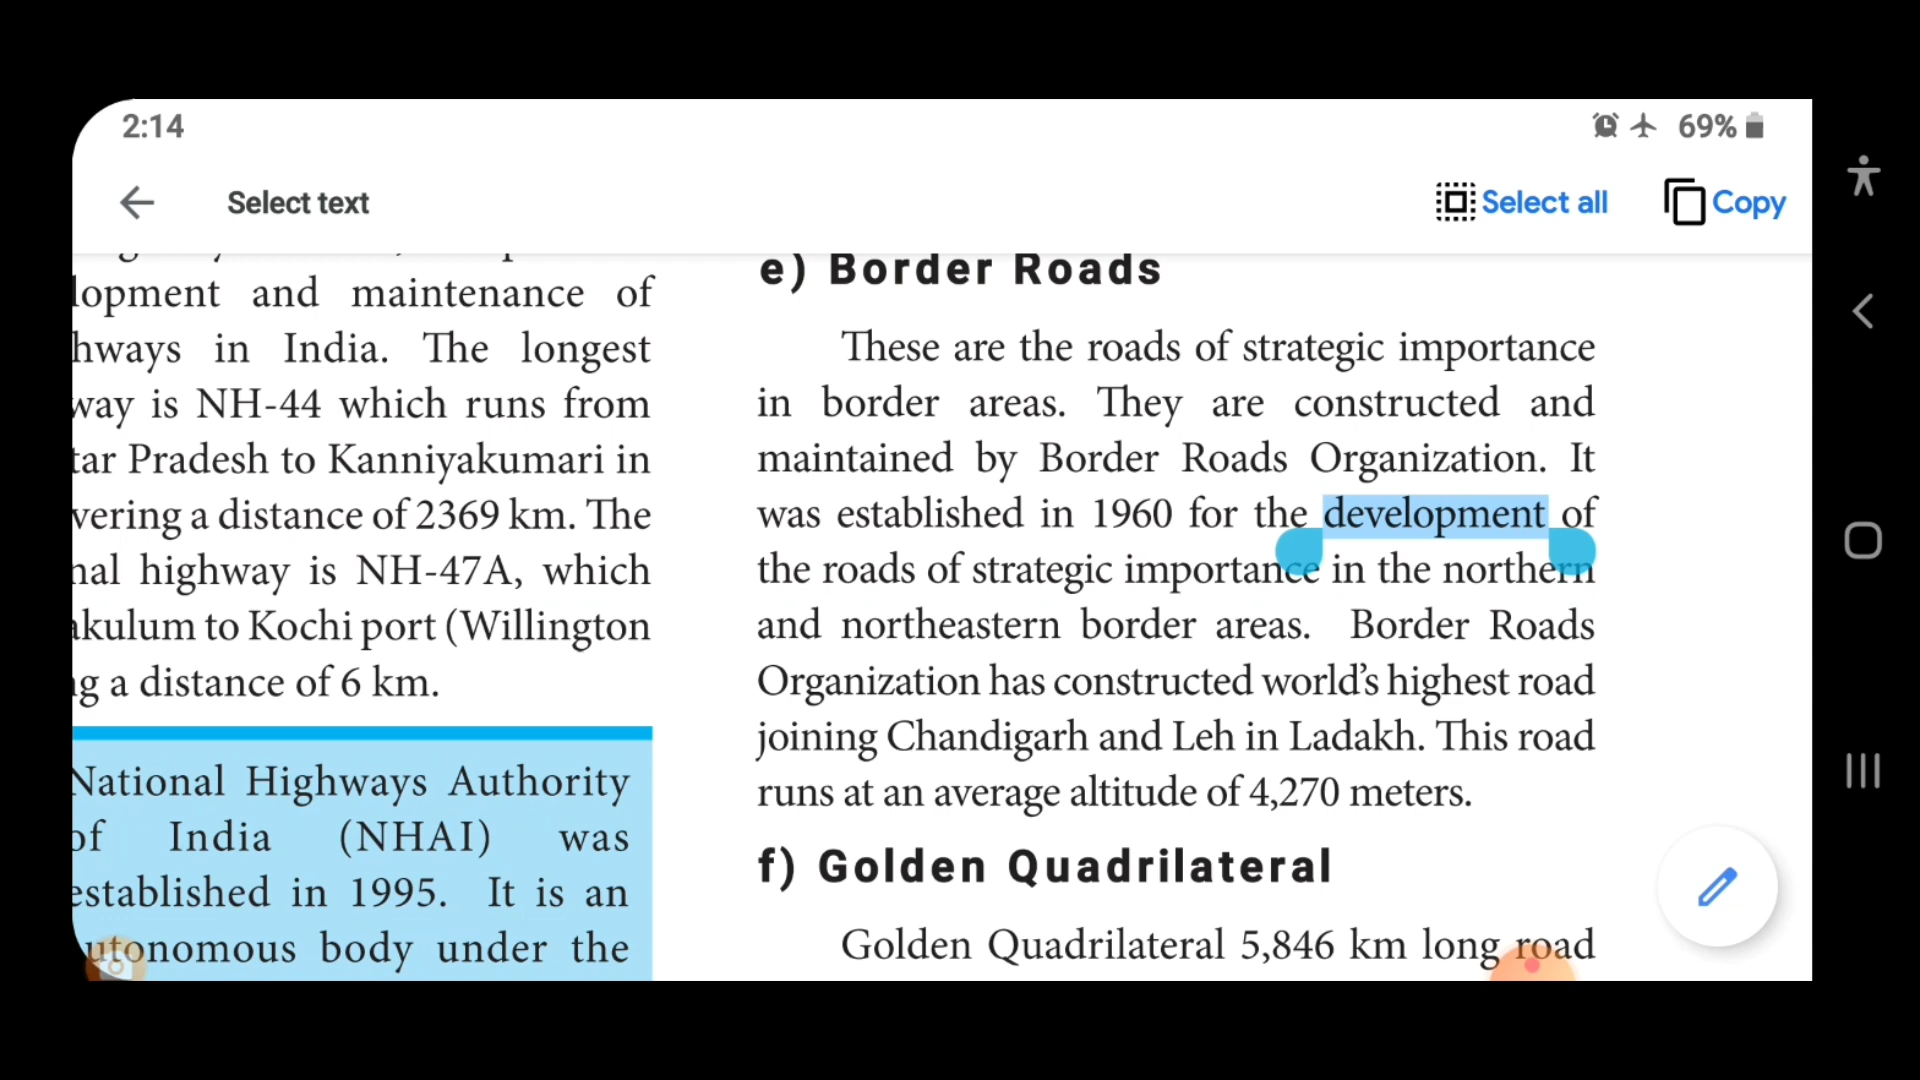 2:14
69%
Select text
Select all
Copy
lopment and maintenance of
hways in India. The longest
way is NH-44 which runs from
tar Pradesh to Kanniyakumari in
vering a distance of 2369 km. The
nal highway is NH-47A, which
akulum to Kochi port (Willington
ng a distance of 6 km.
National Highways Authority
of India (NHAI) was
established in 1995. It is an
utonomous body under the
e) Border Roads
These are the roads of strategic importance
in border areas. They are constructed and
maintained by Border Roads Organization. It
was established in 1960 for the development of
the roads of strategic importance in the northern
and northeastern border areas. Border Roads
Organization has constructed world's highest road
joining Chandigarh and Leh in Ladakh. This road
runs at an average altitude of 4,270 meters.
f) Golden Quadrilateral
Golden Quadrilateral 5,846 km long road